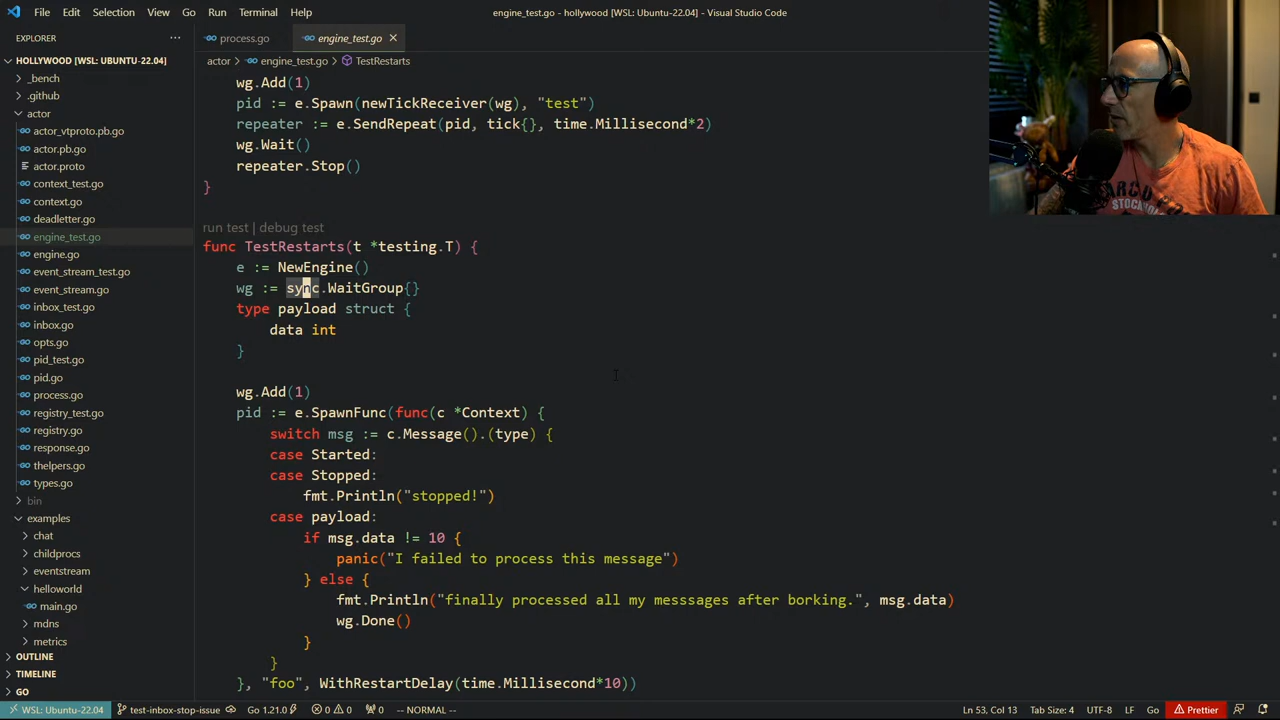 File Edit Selection View Go Run Terminal Help
engine_test.go - hollywood [WSL: Ubuntu-22.04] - Visual Studio Code
EXPLORER
HOLLYWOOD [WSL: UBUNTU-22.04]
_bench
.github
actor
actor_vtproto.pb.go
actor.pb.go
actor.proto
context_test.go
context.go
deadletter.go
engine_test.go
engine.go
event_stream_test.go
event_stream.go
inbox_test.go
inbox.go
opts.go
pid_test.go
pid.go
process.go
registry_test.go
registry.go
response.go
thelpers.go
types.go
bin
examples
chat
childprocs
eventstream
helloworld
main.go
mdns
metrics
OUTLINE
TIMELINE
GO
process.go engine_test.go
actor > engine_test.go > TestRestarts
wg.Add(1)
pid := e.Spawn(newTickReceiver(wg), "test")
repeater := e.SendRepeat(pid, tick{}, time.Millisecond*2)
wg.Wait()
repeater.Stop()
}
run test | debug test
func TestRestarts(t *testing.T) {
e := NewEngine()
wg := sync.WaitGroup{}
type payload struct {
data int
}
wg.Add(1)
pid := e.SpawnFunc(func(c *Context) {
switch msg := c.Message().(type) {
case Started:
case Stopped:
fmt.Println("stopped!")
case payload:
if msg.data != 10 {
panic("I failed to process this message")
} else {
fmt.Println("finally processed all my messsages after borking.", msg.data)
wg.Done()
}
}
}, "foo", WithRestartDelay(time.Millisecond*10))
WSL: Ubuntu-22.04 test-inbox-stop-issue Go 1.21.0 0 0 0 -- NORMAL -- Ln 53, Col 13 Tab Size: 4 UTF-8 LF Go Prettier